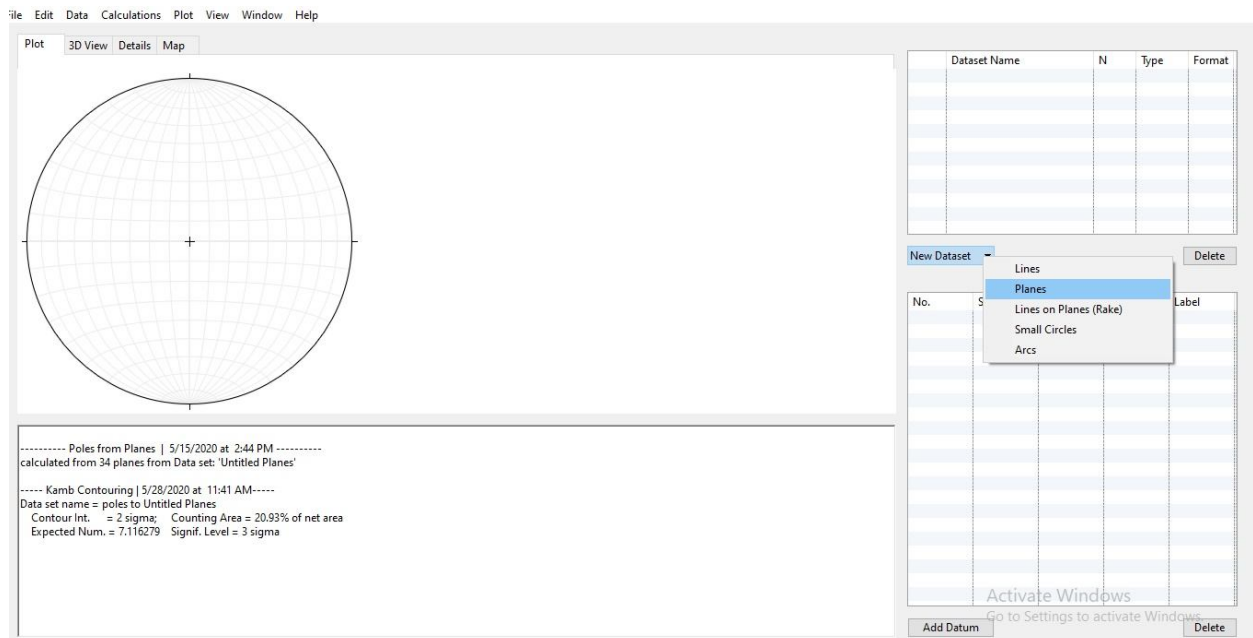 ile Edit Data Calculations Plot View Window Help
Plot 3D View Details Map
Dataset Name N Type Format
New Dataset Delete
Lines
Planes
Lines on Planes (Rake)
Small Circles
Arcs
No. S Label
---------- Poles from Planes | 5/15/2020 at 2:44 PM ----------
calculated from 34 planes from Data set: 'Untitled Planes'
----- Kamb Contouring | 5/28/2020 at 11:41 AM-----
Data set name = poles to Untitled Planes
Contour Int. = 2 sigma; Counting Area = 20.93% of net area
Expected Num. = 7.116279 Signif. Level = 3 sigma
Activate Windows
Go to Settings to activate Windows.
Add Datum Delete